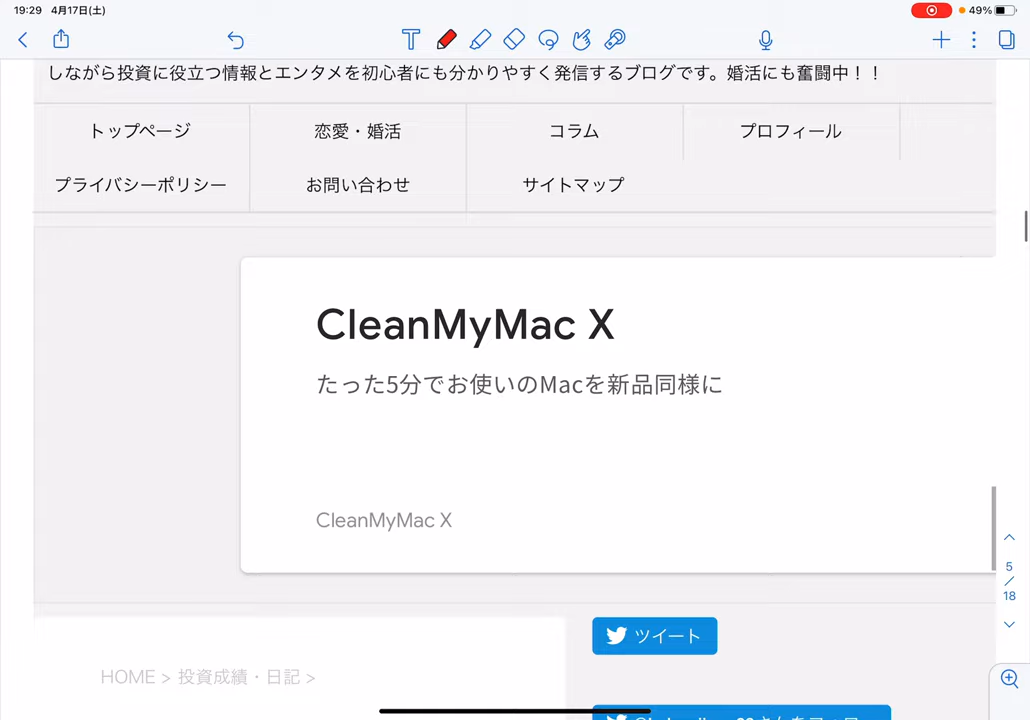 19:29 4月17日(土)
49%
しながら投資に役立つ情報とエンタメを初心者にも分かりやすく発信するブログです。婚活にも奮闘中！！
トップページ
恋愛・婚活
コラム
プロフィール
プライバシーポリシー
お問い合わせ
サイトマップ
CleanMyMac X
たった5分でお使いのMacを新品同様に
CleanMyMac X
5
/
18
ツイート
HOME > 投資成績・日記 >